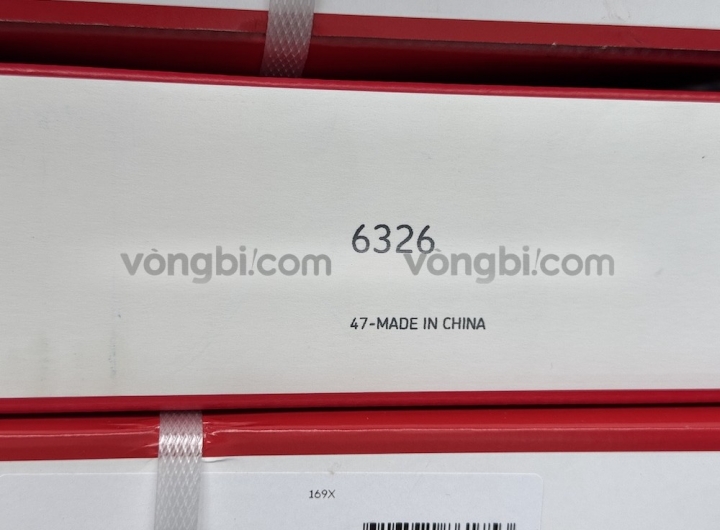 6326
vòngbi!.com vòngbi!.com
47-MADE IN CHINA
169X